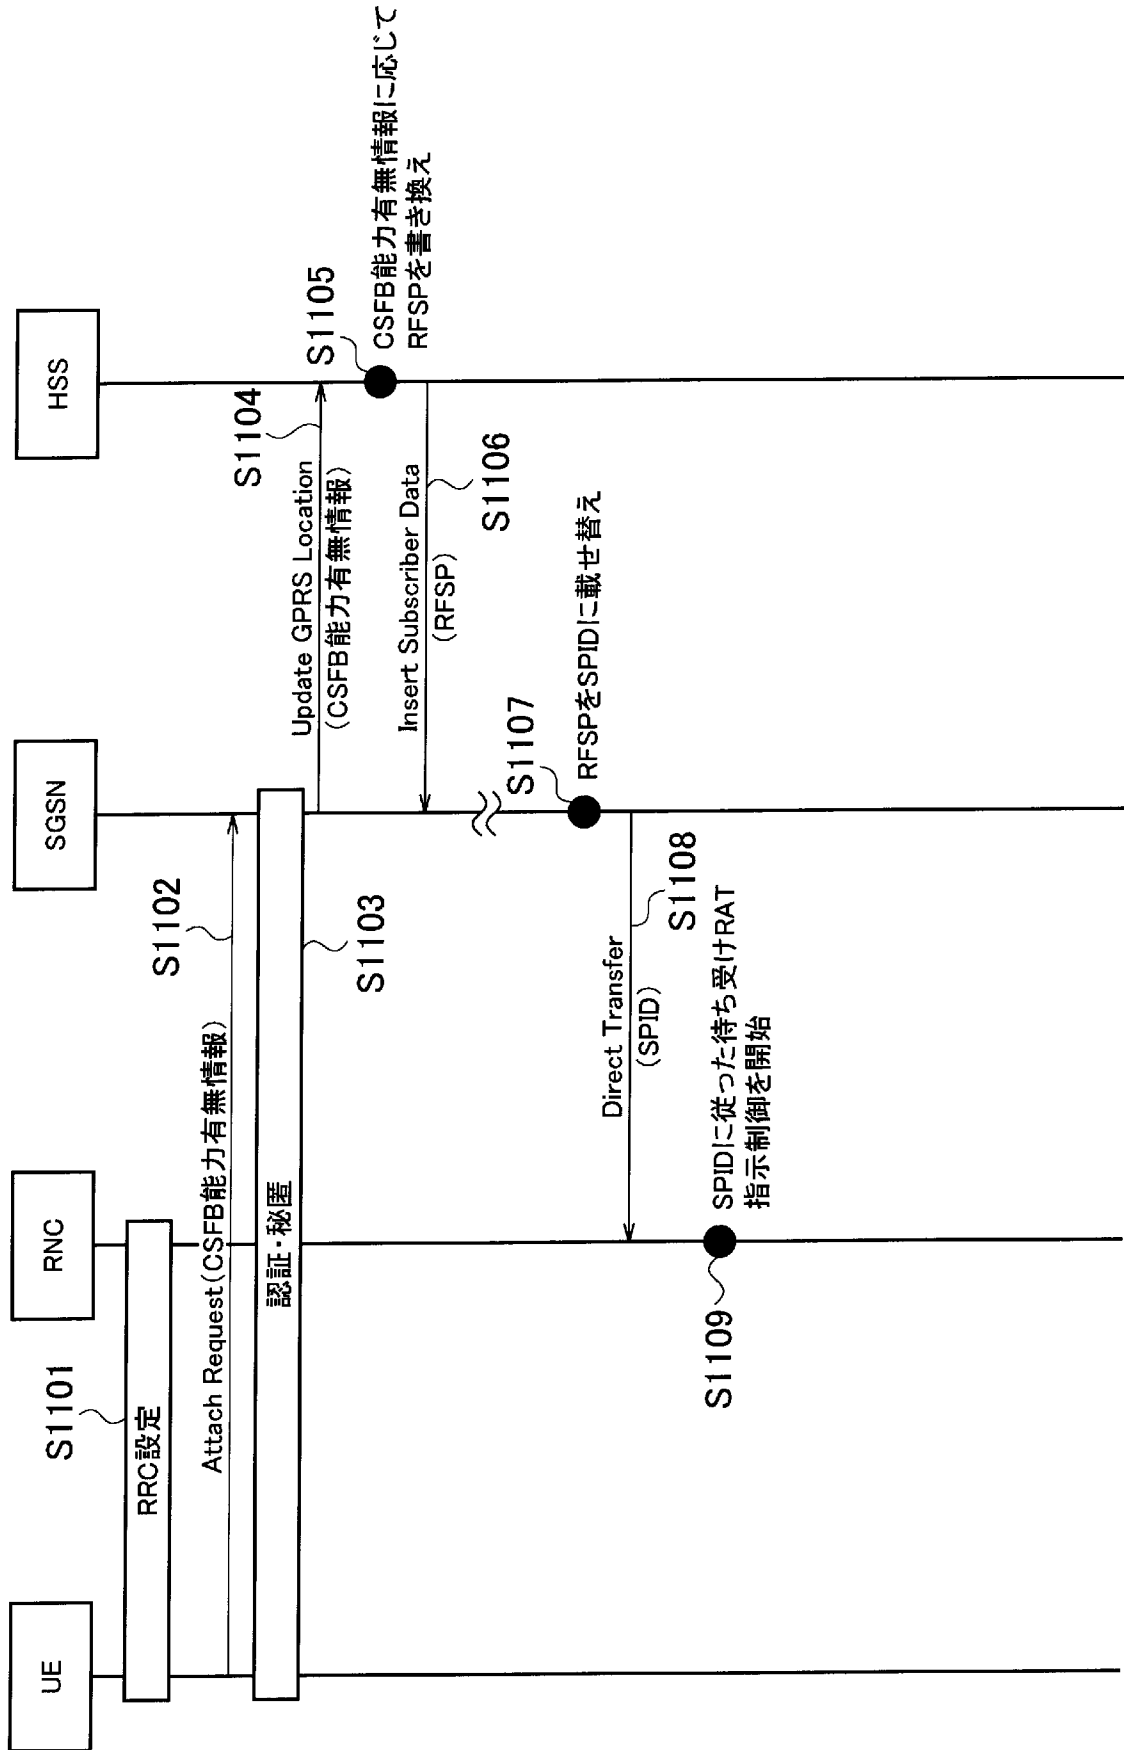 UE
RNC
SGSN
HSS
S1101
RRC設定
S1102
Attach Request(CSFB能力有無情報)
認証・秘匿
S1103
S1104
Update GPRS Location
(CSFB能力有無情報)
S1105
CSFB能力有無情報に応じて
RFSPを書き換え
Insert Subscriber Data
(RFSP)
S1106
S1107
RFSPをSPIDに載せ替え
Direct Transfer
(SPID)
S1108
S1109
SPIDに従った待ち受けRAT
指示制御を開始